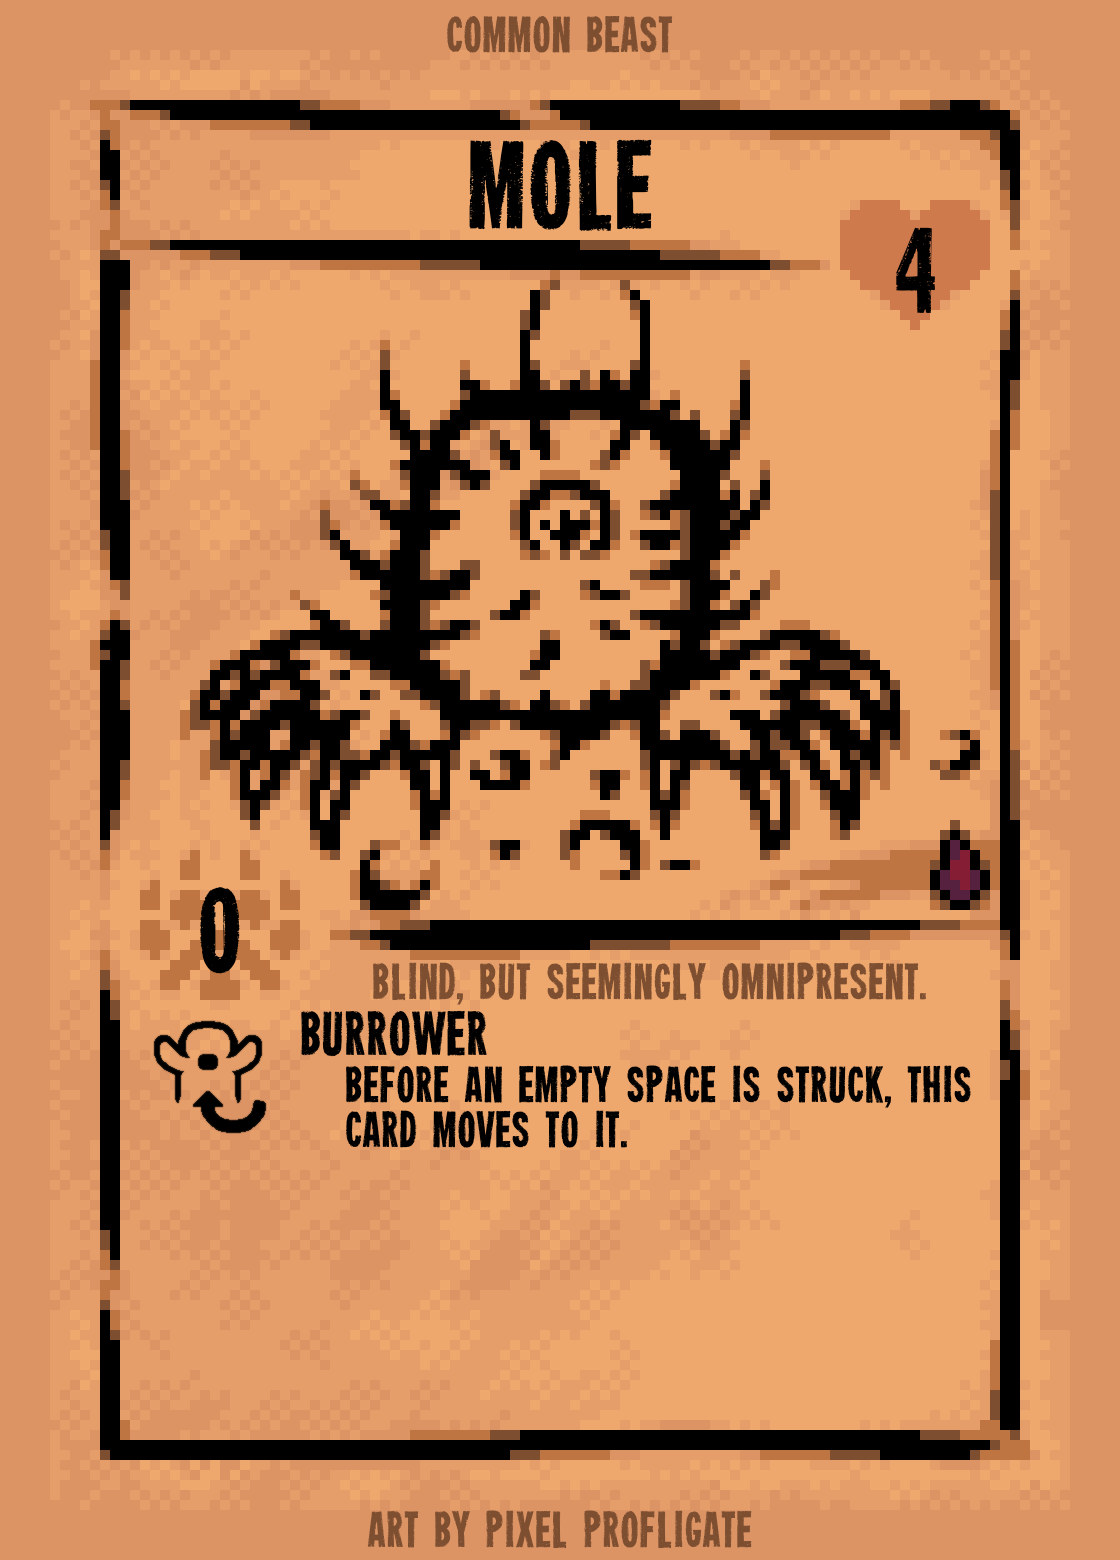 COMMON BEAST
MOLE
4
0
BLIND, BUT SEEMINGLY OMNIPRESENT.
BURROWER
BEFORE AN EMPTY SPACE IS STRUCK, THIS
CARD MOVES TO IT.
ART BY PIXEL PROFLIGATE